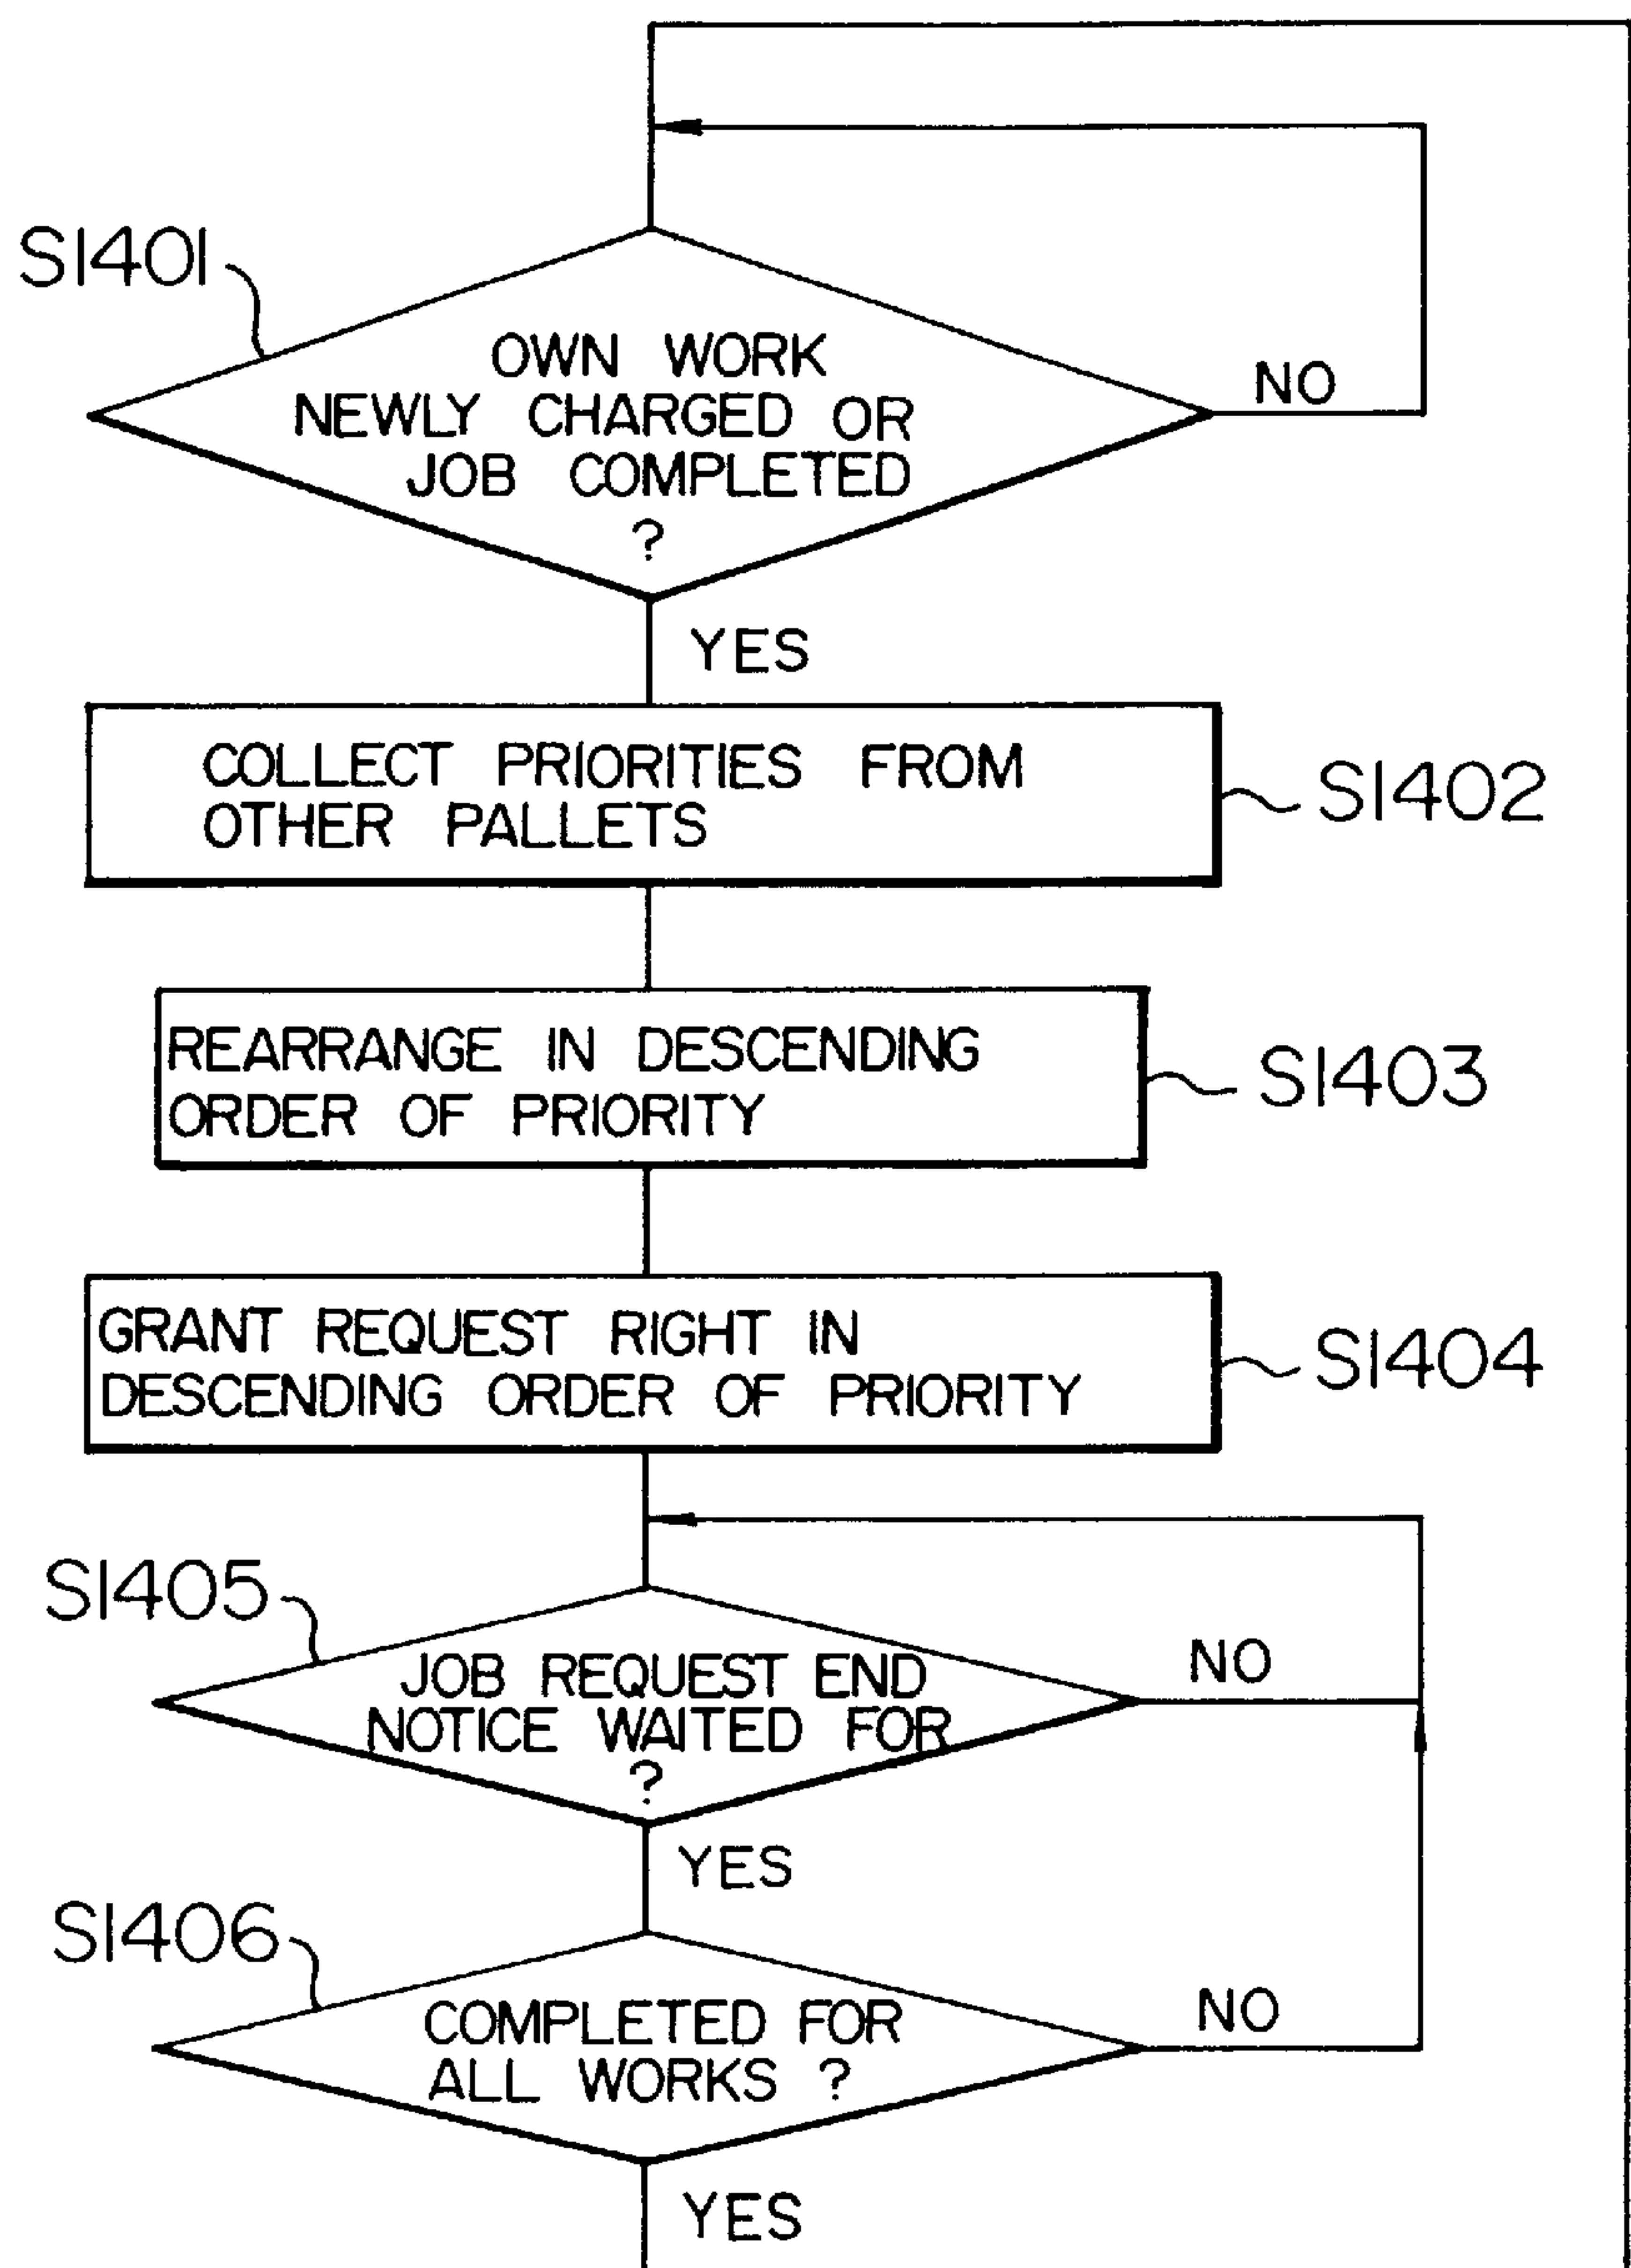 S1401
OWN WORK
NEWLY CHARGED OR
JOB COMPLETED
?
NO
YES
COLLECT PRIORITIES FROM
OTHER PALLETS
S1402
REARRANGE IN DESCENDING
ORDER OF PRIORITY
S1403
GRANT REQUEST RIGHT IN
DESCENDING ORDER OF PRIORITY
S1404
S1405
JOB REQUEST END
NOTICE WAITED FOR
?
NO
YES
S1406
COMPLETED FOR
ALL WORKS ?
NO
YES